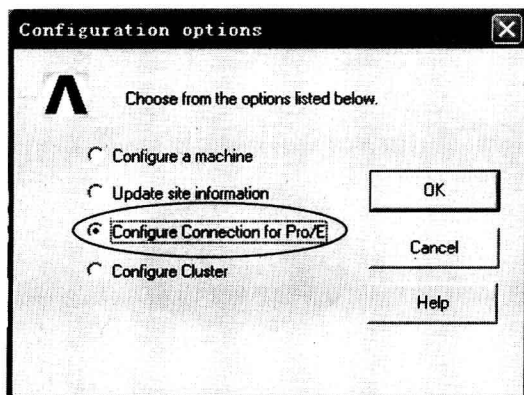 Configuration options
Choose from the options listed below.
Configure a machine
Update site information
Configure Connection for Pro/E
Configure Cluster
OK
Cancel
Help